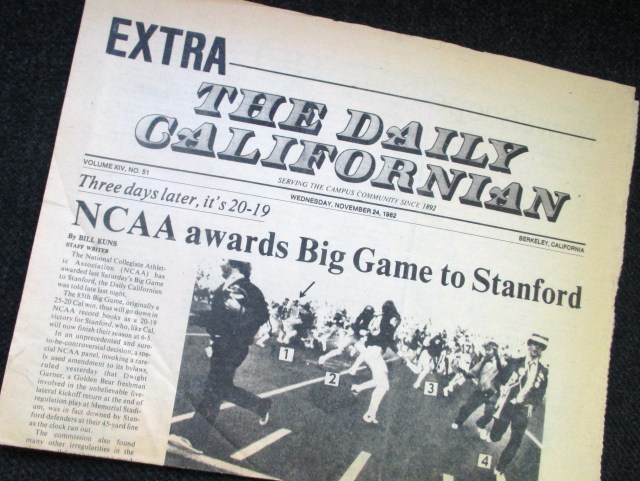 EXTRA
THE DAILY
CALIFORNIAN
SERVING THE CAMPUS COMMUNITY SINCE 1892
VOLUME XIV, NO. 51
WEDNESDAY, NOVEMBER 24, 1982
BERKELEY, CALIFORNIA
Three days later, it's 20-19
NCAA awards Big Game to Stanford
By BILL KUNS
STAFF WRITER
The National Collegiate Athlet-
ic Association (NCAA) has
awarded last Saturday's Big Game
to Stanford, the Daily Californian
was told late last night.
The 85th Big Game, originally a
25-20 Cal win, thus will go down in
NCAA record books as a 20-19
victory for Stanford, who, like Cal,
will now finish their season at 6-5.
In an unprecedented and sure-
to-be-controversial decision, a spe-
cial NCAA panel, invoking a rare-
ly used amendment to its bylaws,
ruled yesterday that Dwight
Garner, a Golden Bear freshman
involved in the unbelievable five-
lateral kickoff return at the end of
regulation play at Memorial Stadi-
um, was in fact downed by Stan-
ford defenders at their 45-yard line
as the clock ran out.
The commission also found
many other irregularities in the
1
2
3
4